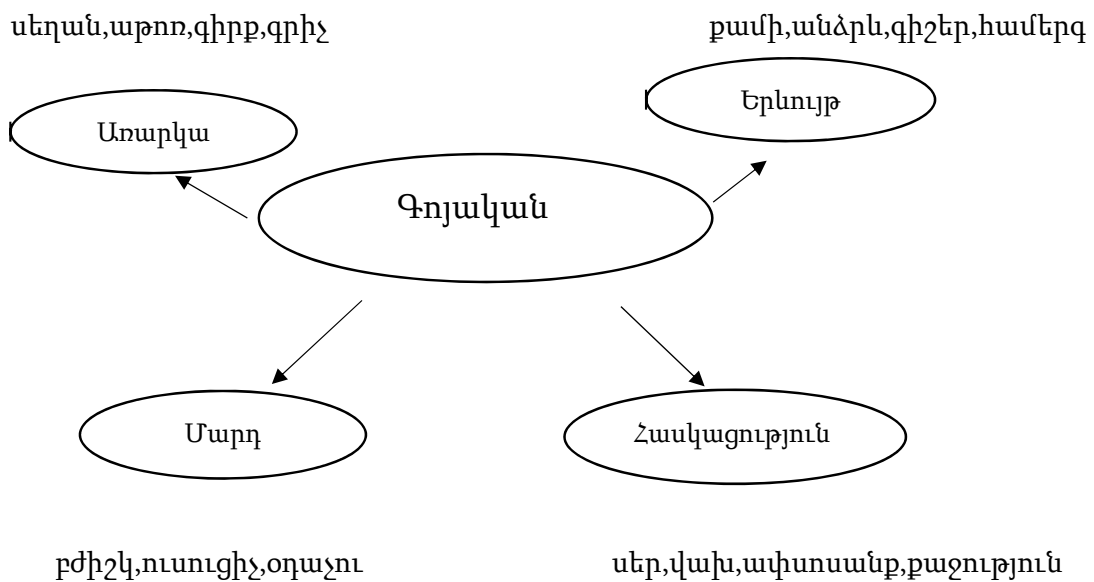 սեղան,աթոռ,գիրք,գրիչ
քամի,անձրև,գիշեր,համերգ
Առարկա
Երևույթ
Գոյական
Մարդ
Հասկացություն
բժիշկ,ուսուցիչ,օդաչու
սեր,վախ,ափսոսանք,քաջություն